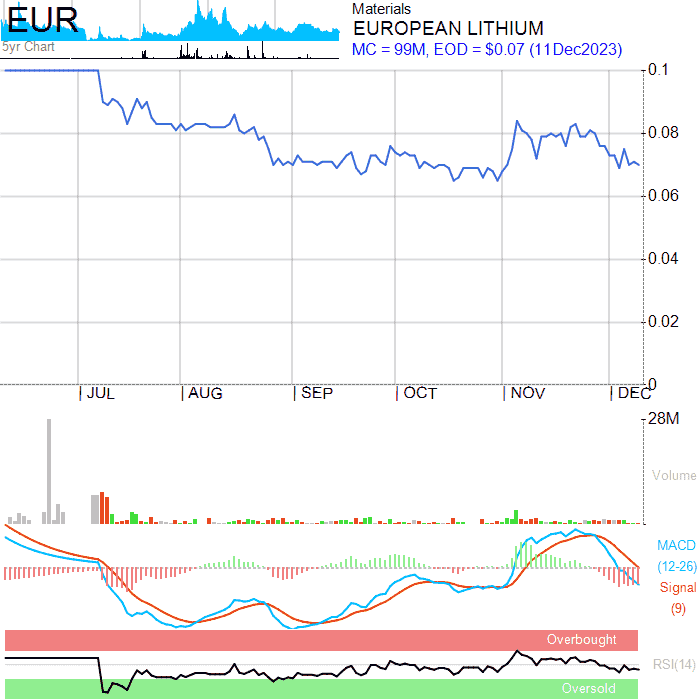 EUR
5yr Chart
Materials
EUROPEAN LITHIUM
MC = 99M, EOD = $0.07 (11Dec2023)
0.1
0.08
0.06
0.04
0.02
0
JUL AUG SEP OCT NOV DEC
28M
Volume
MACD
(12-26)
Signal
(9)
Overbought
RSI(14)
Oversold